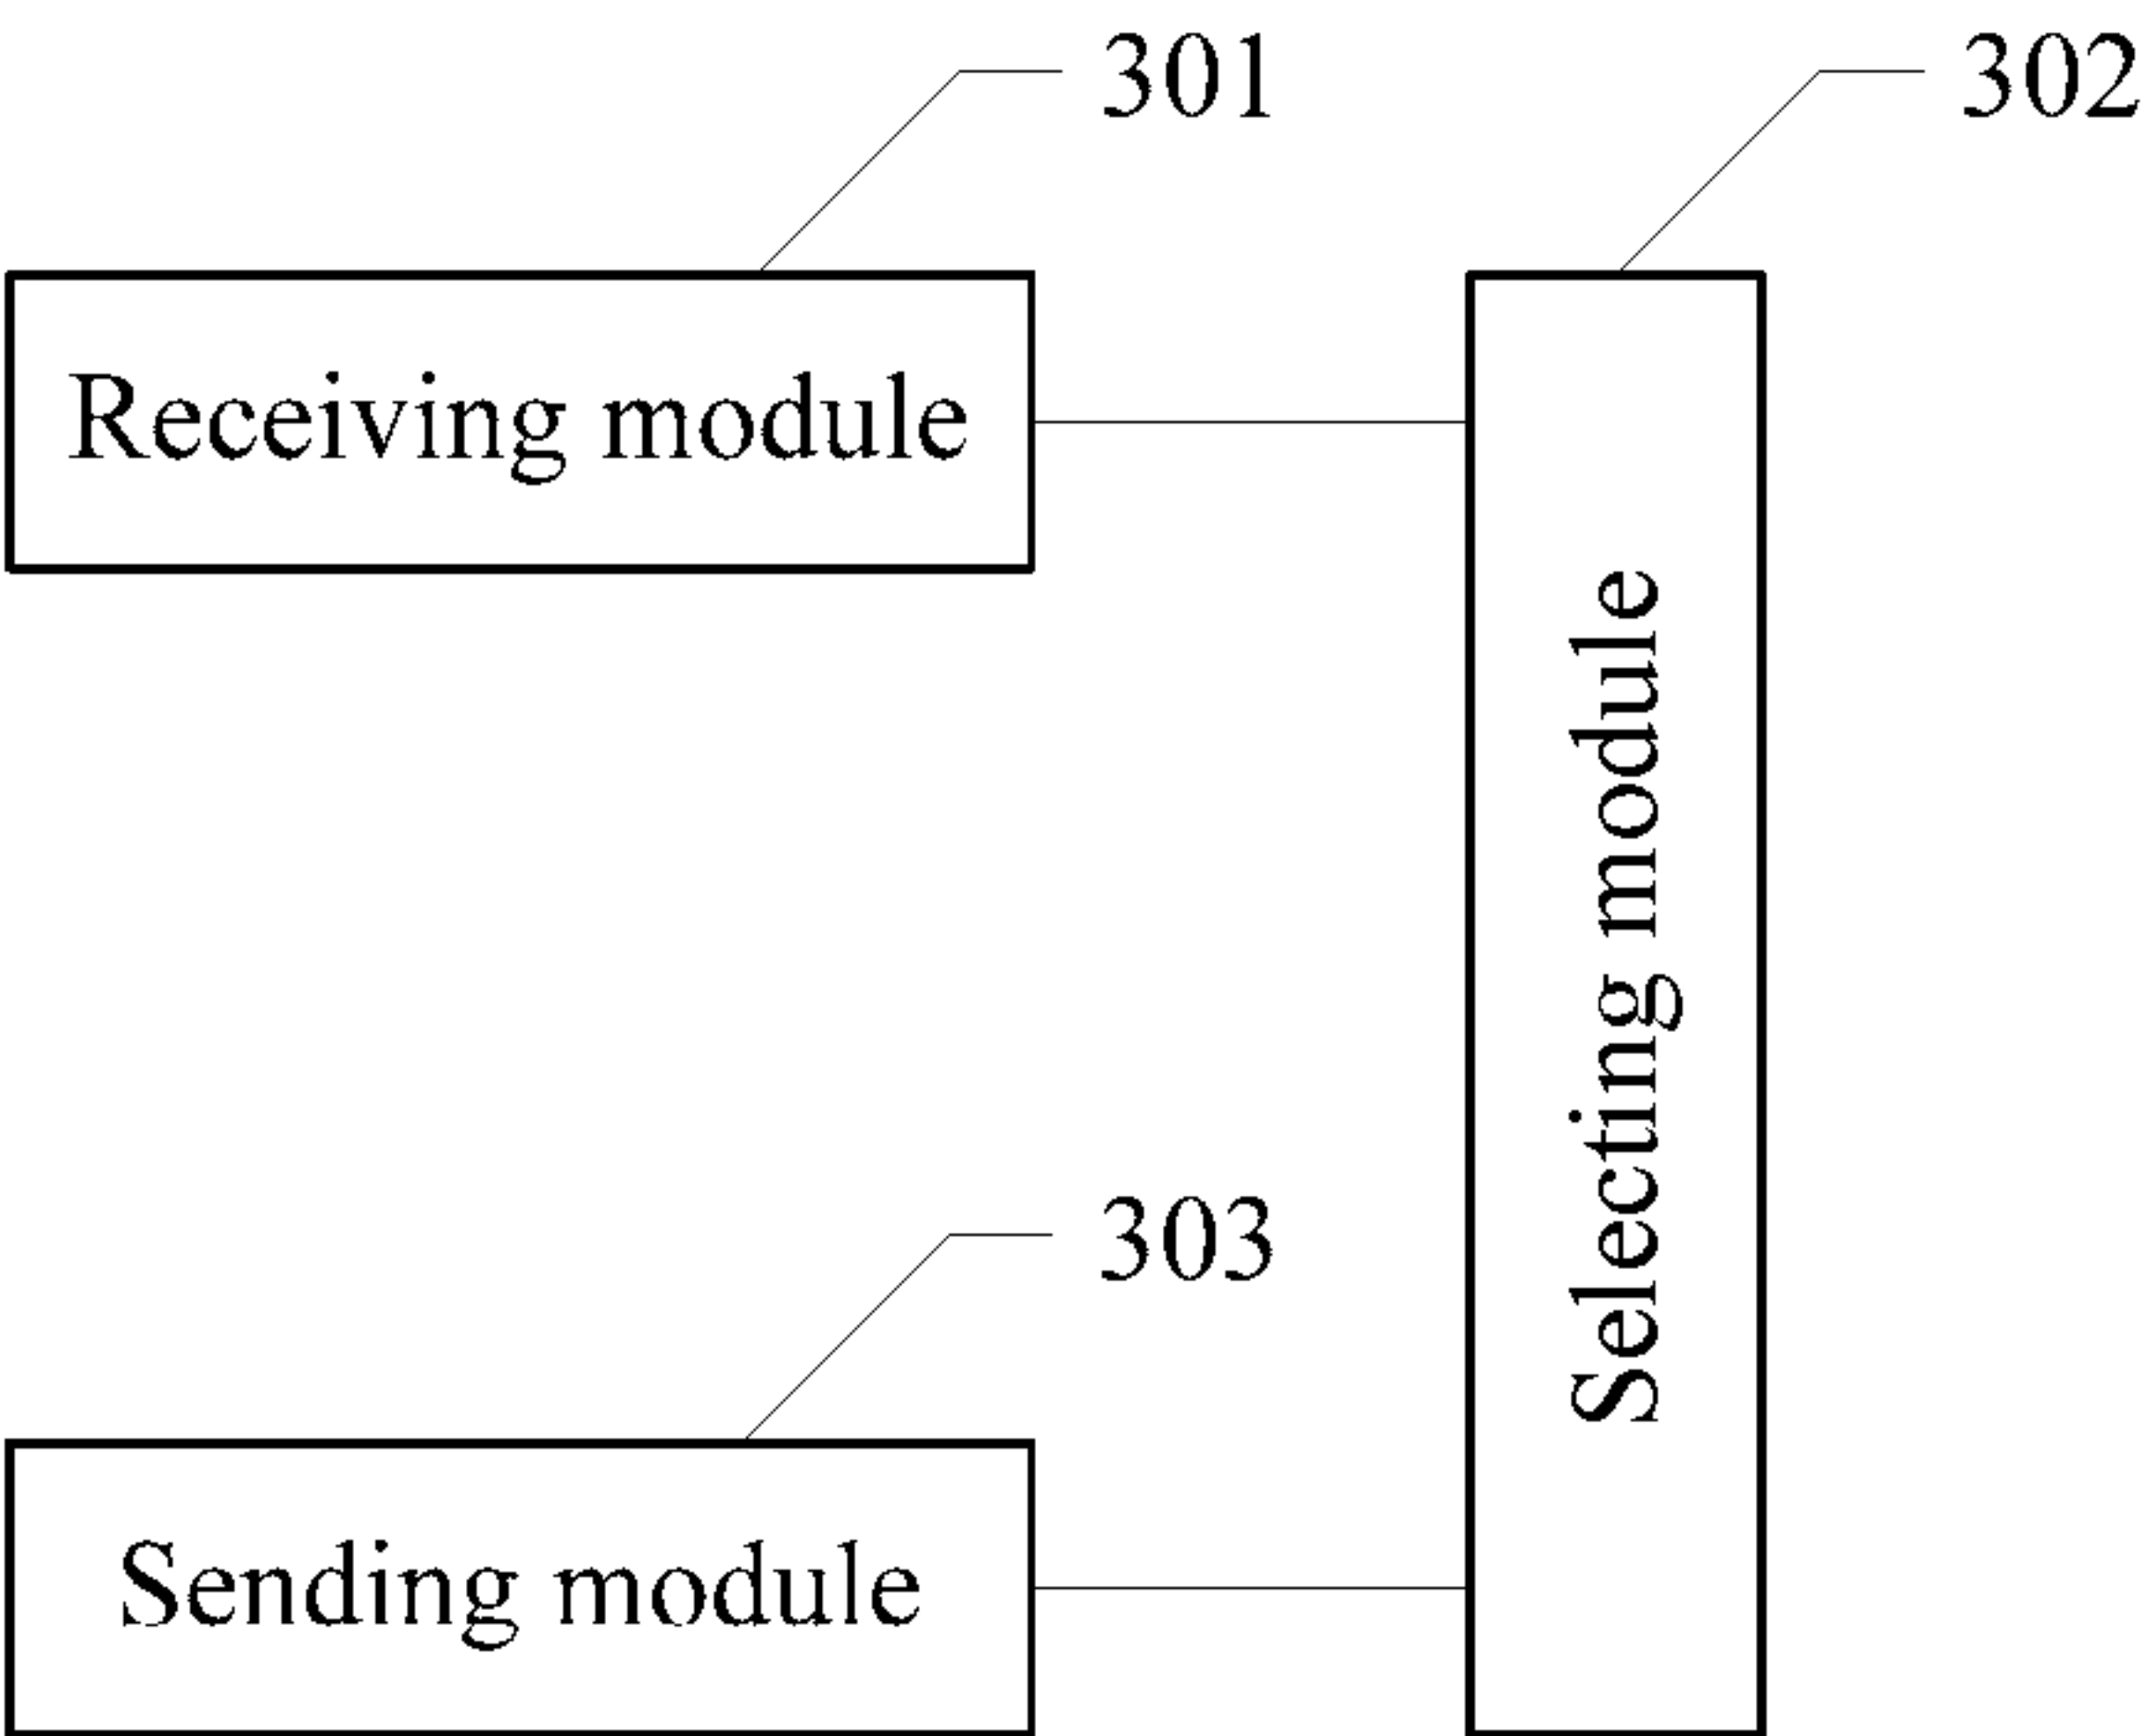 301
302
Receiving module
Selecting module
303
Sending module